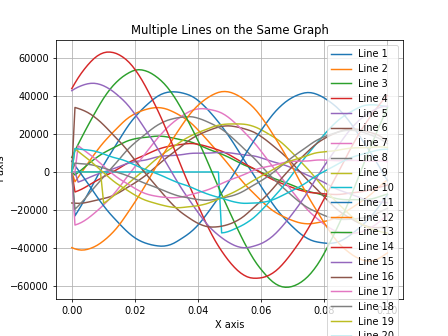 Multiple Lines on the Same Graph
60000
40000
20000
0
−20000
−40000
−60000
0.00
0.02
0.04
0.06
0.08
X axis
Line 1
Line 2
Line 3
Line 4
Line 5
Line 6
Line 7
Line 8
Line 9
Line 10
Line 11
Line 12
Line 13
Line 14
Line 15
Line 16
Line 17
Line 18
Line 19
Line 20